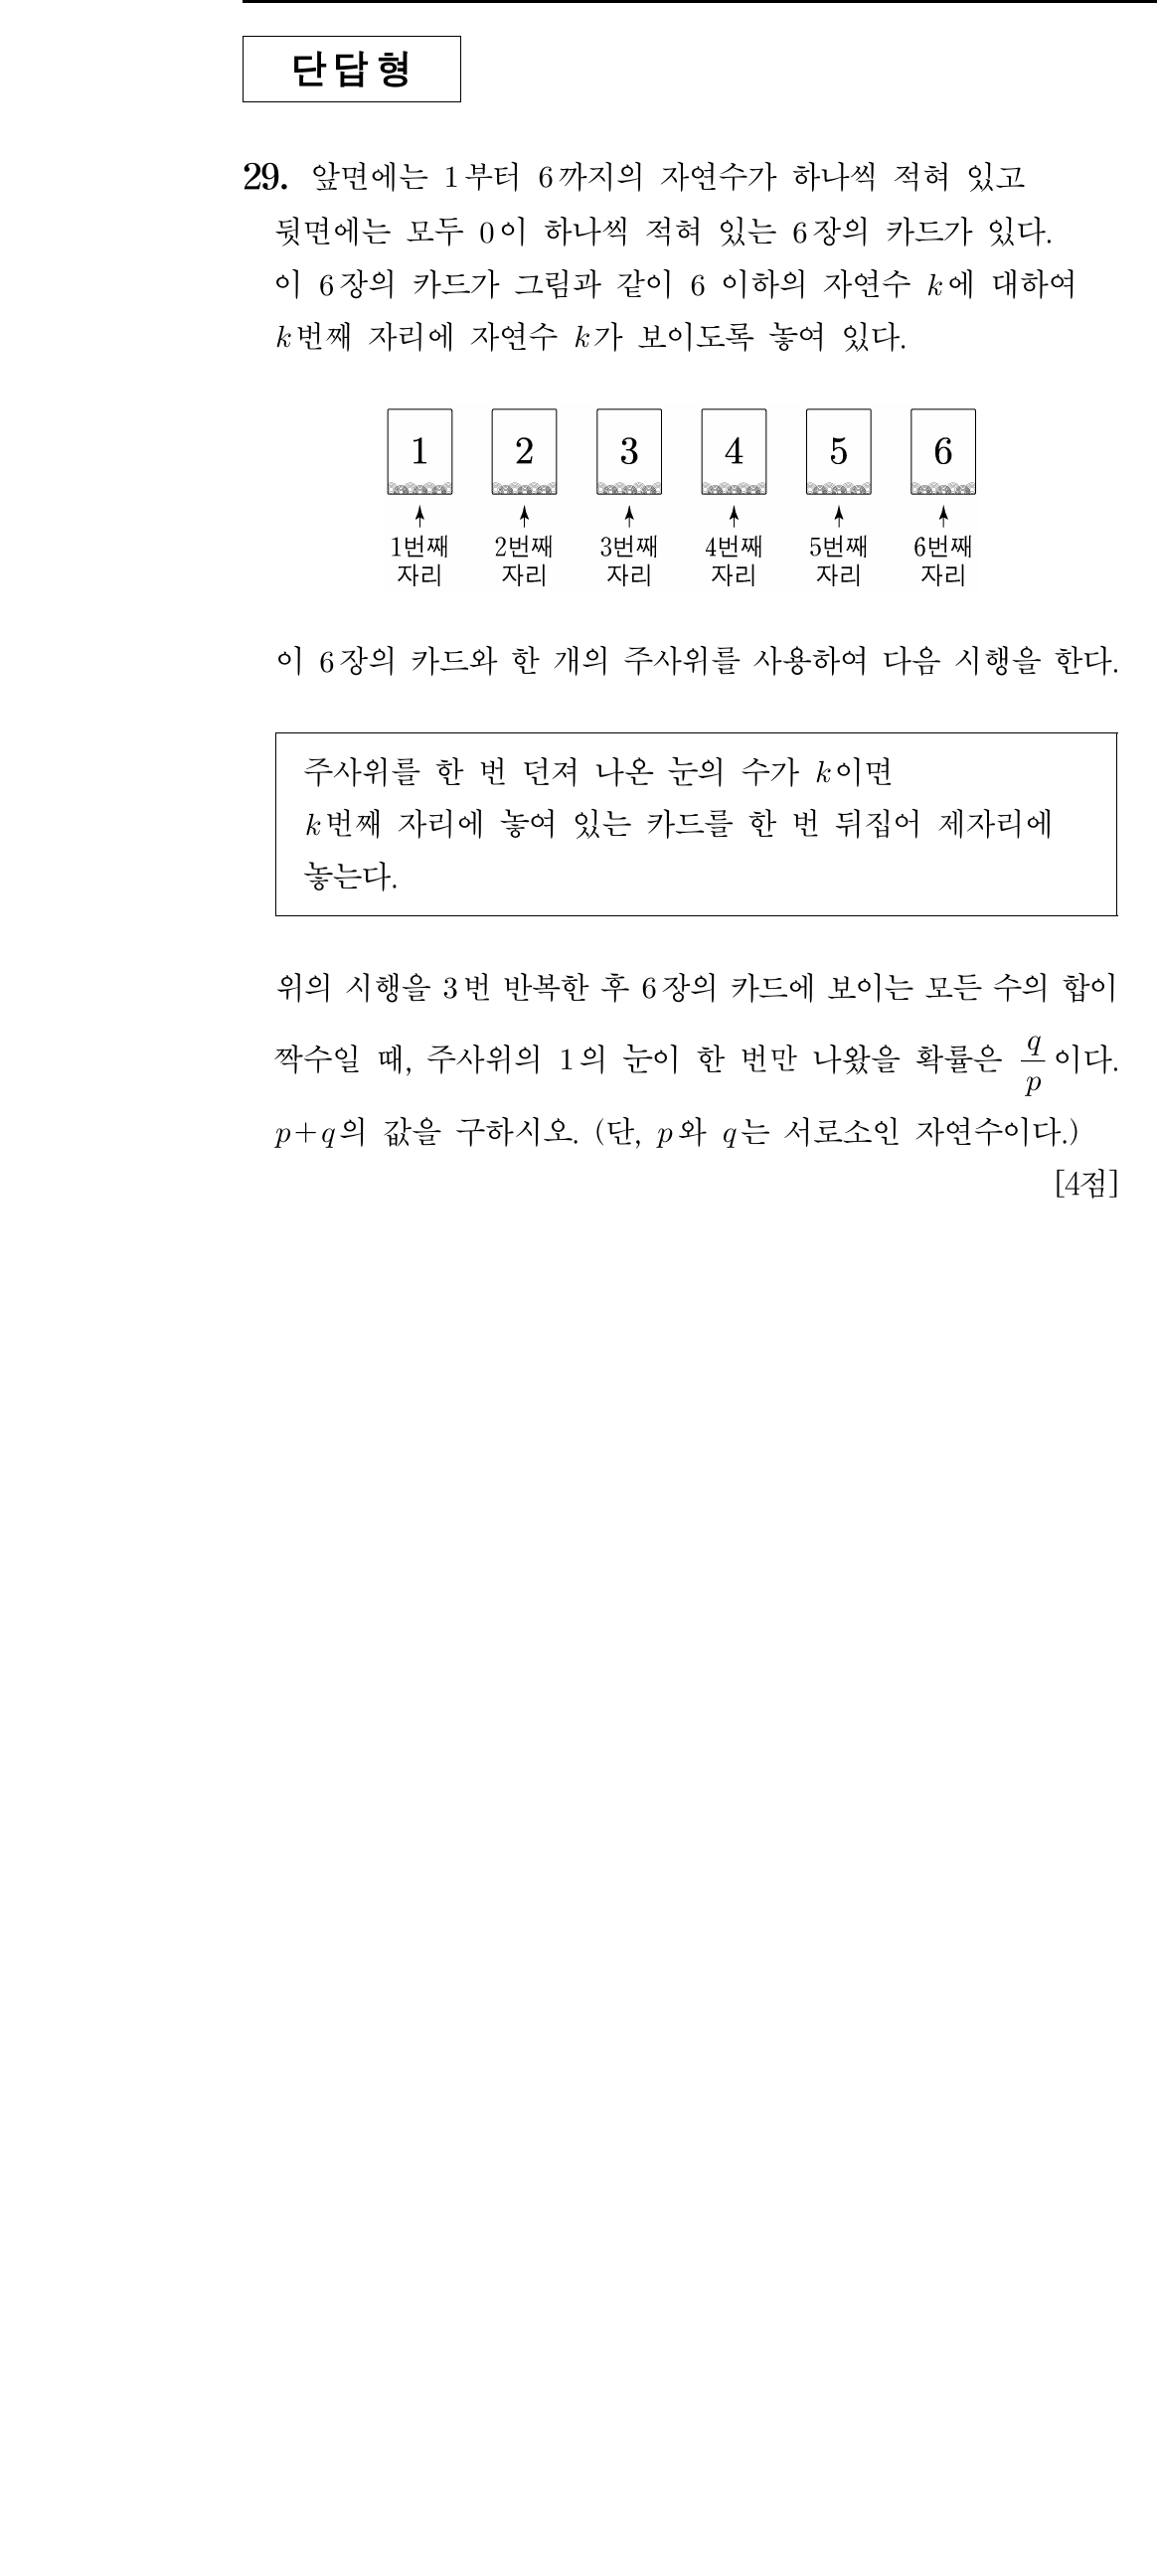 단답형
29. 앞면에는 1부터 6까지의 자연수가 하나씩 적혀 있고
뒷면에는 모두 0이 하나씩 적혀 있는 6장의 카드가 있다.
이 6장의 카드가 그림과 같이 6 이하의 자연수 k에 대하여
k번째 자리에 자연수 k가 보이도록 놓여 있다.
1 2 3 4 5 6
1번째 2번째 3번째 4번째 5번째 6번째
자리 자리 자리 자리 자리 자리
이 6장의 카드와 한 개의 주사위를 사용하여 다음 시행을 한다.
주사위를 한 번 던져 나온 눈의 수가 k이면
k번째 자리에 놓여 있는 카드를 한 번 뒤집어 제자리에
놓는다.
위의 시행을 3번 반복한 후 6장의 카드에 보이는 모든 수의 합이
짝수일 때, 주사위의 1의 눈이 한 번만 나왔을 확률은 q/p이다.
p+q의 값을 구하시오. (단, p와 q는 서로소인 자연수이다.)
[4점]